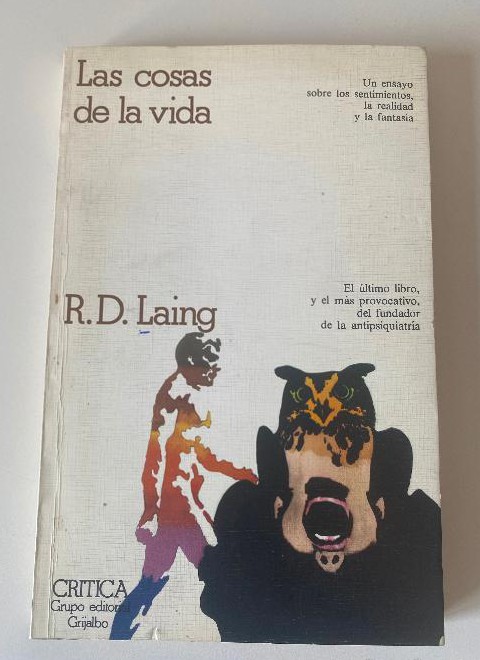 Las cosas
de la vida
Un ensayo
sobre los sentimientos,
la realidad
y la fantasía
R.D. Laing
El último libro,
y el más provocativo,
del fundador
de la antipsiquiatría
CRITICA
Grupo editorial
Grijalbo